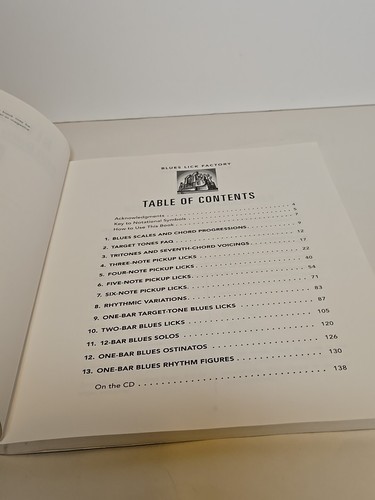 BLUES LICK FACTORY
TABLE OF CONTENTS
Acknowledgments . . . . . . . . . . 4
Key to Notational Symbols . . . . . . . . . . 5
How to Use This Book . . . . . . . . . . 7
1. BLUES SCALES AND CHORD PROGRESSIONS . . . . . . . . . . 9
2. TARGET TONES FAQ . . . . . . . . . . 12
3. TRITONES AND SEVENTH-CHORD VOICINGS . . . . . . . . . . 17
4. THREE-NOTE PICKUP LICKS . . . . . . . . . . 22
5. FOUR-NOTE PICKUP LICKS . . . . . . . . . . 40
6. FIVE-NOTE PICKUP LICKS . . . . . . . . . . 54
7. SIX-NOTE PICKUP LICKS . . . . . . . . . . 71
8. RHYTHMIC VARIATIONS . . . . . . . . . . 83
9. ONE-BAR TARGET-TONE BLUES LICKS . . . . . . . . . . 87
10. TWO-BAR BLUES LICKS . . . . . . . . . . 105
11. 12-BAR BLUES SOLOS . . . . . . . . . . 120
12. ONE-BAR BLUES OSTINATOS . . . . . . . . . . 126
13. ONE-BAR BLUES RHYTHM FIGURES . . . . . . . . . . 130
On the CD . . . . . . . . . . 138